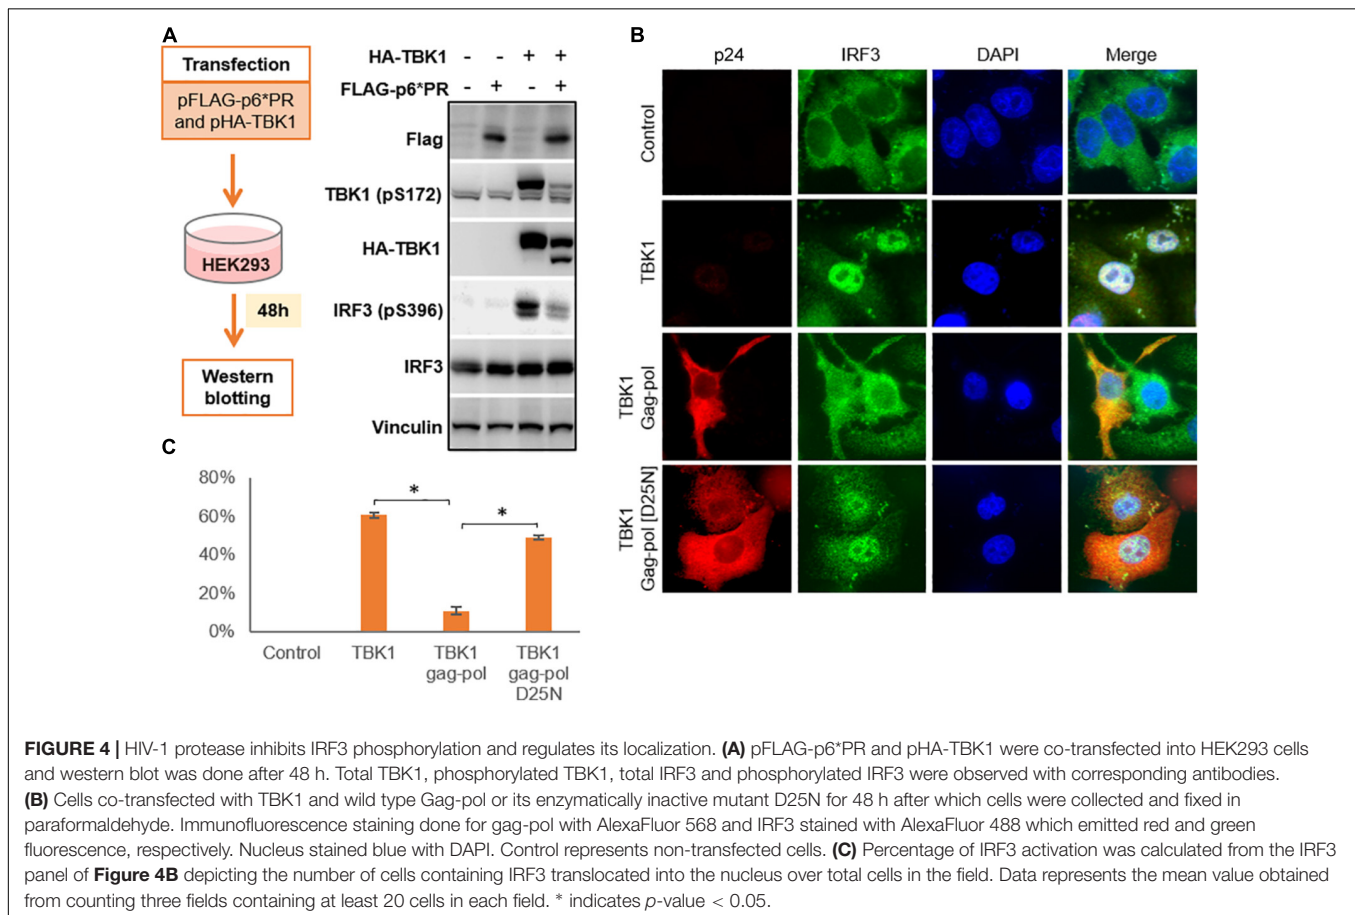 A
Transfection
pFLAG-p6*PR
and pHA-TBK1
HEK293
48h
Western
blotting
HA-TBK1 - - + +
FLAG-p6*PR - + - +
Flag
TBK1 (pS172)
HA-TBK1
IRF3 (pS396)
IRF3
Vinculin
B
p24 IRF3 DAPI Merge
Control
TBK1
TBK1
Gag-pol
TBK1
Gag-pol [D25N]
C
80%
60%
40%
20%
0%
* *
Control TBK1 TBK1 TBK1
gag-pol gag-pol
D25N
FIGURE 4 | HIV-1 protease inhibits IRF3 phosphorylation and regulates its localization. (A) pFLAG-p6*PR and pHA-TBK1 were co-transfected into HEK293 cells
and western blot was done after 48 h. Total TBK1, phosphorylated TBK1, total IRF3 and phosphorylated IRF3 were observed with corresponding antibodies.
(B) Cells co-transfected with TBK1 and wild type Gag-pol or its enzymatically inactive mutant D25N for 48 h after which cells were collected and fixed in
paraformaldehyde. Immunofluorescence staining done for gag-pol with AlexaFluor 568 and IRF3 stained with AlexaFluor 488 which emitted red and green
fluorescence, respectively. Nucleus stained blue with DAPI. Control represents non-transfected cells. (C) Percentage of IRF3 activation was calculated from the IRF3
panel of Figure 4B depicting the number of cells containing IRF3 translocated into the nucleus over total cells in the field. Data represents the mean value obtained
from counting three fields containing at least 20 cells in each field. * indicates p-value < 0.05.